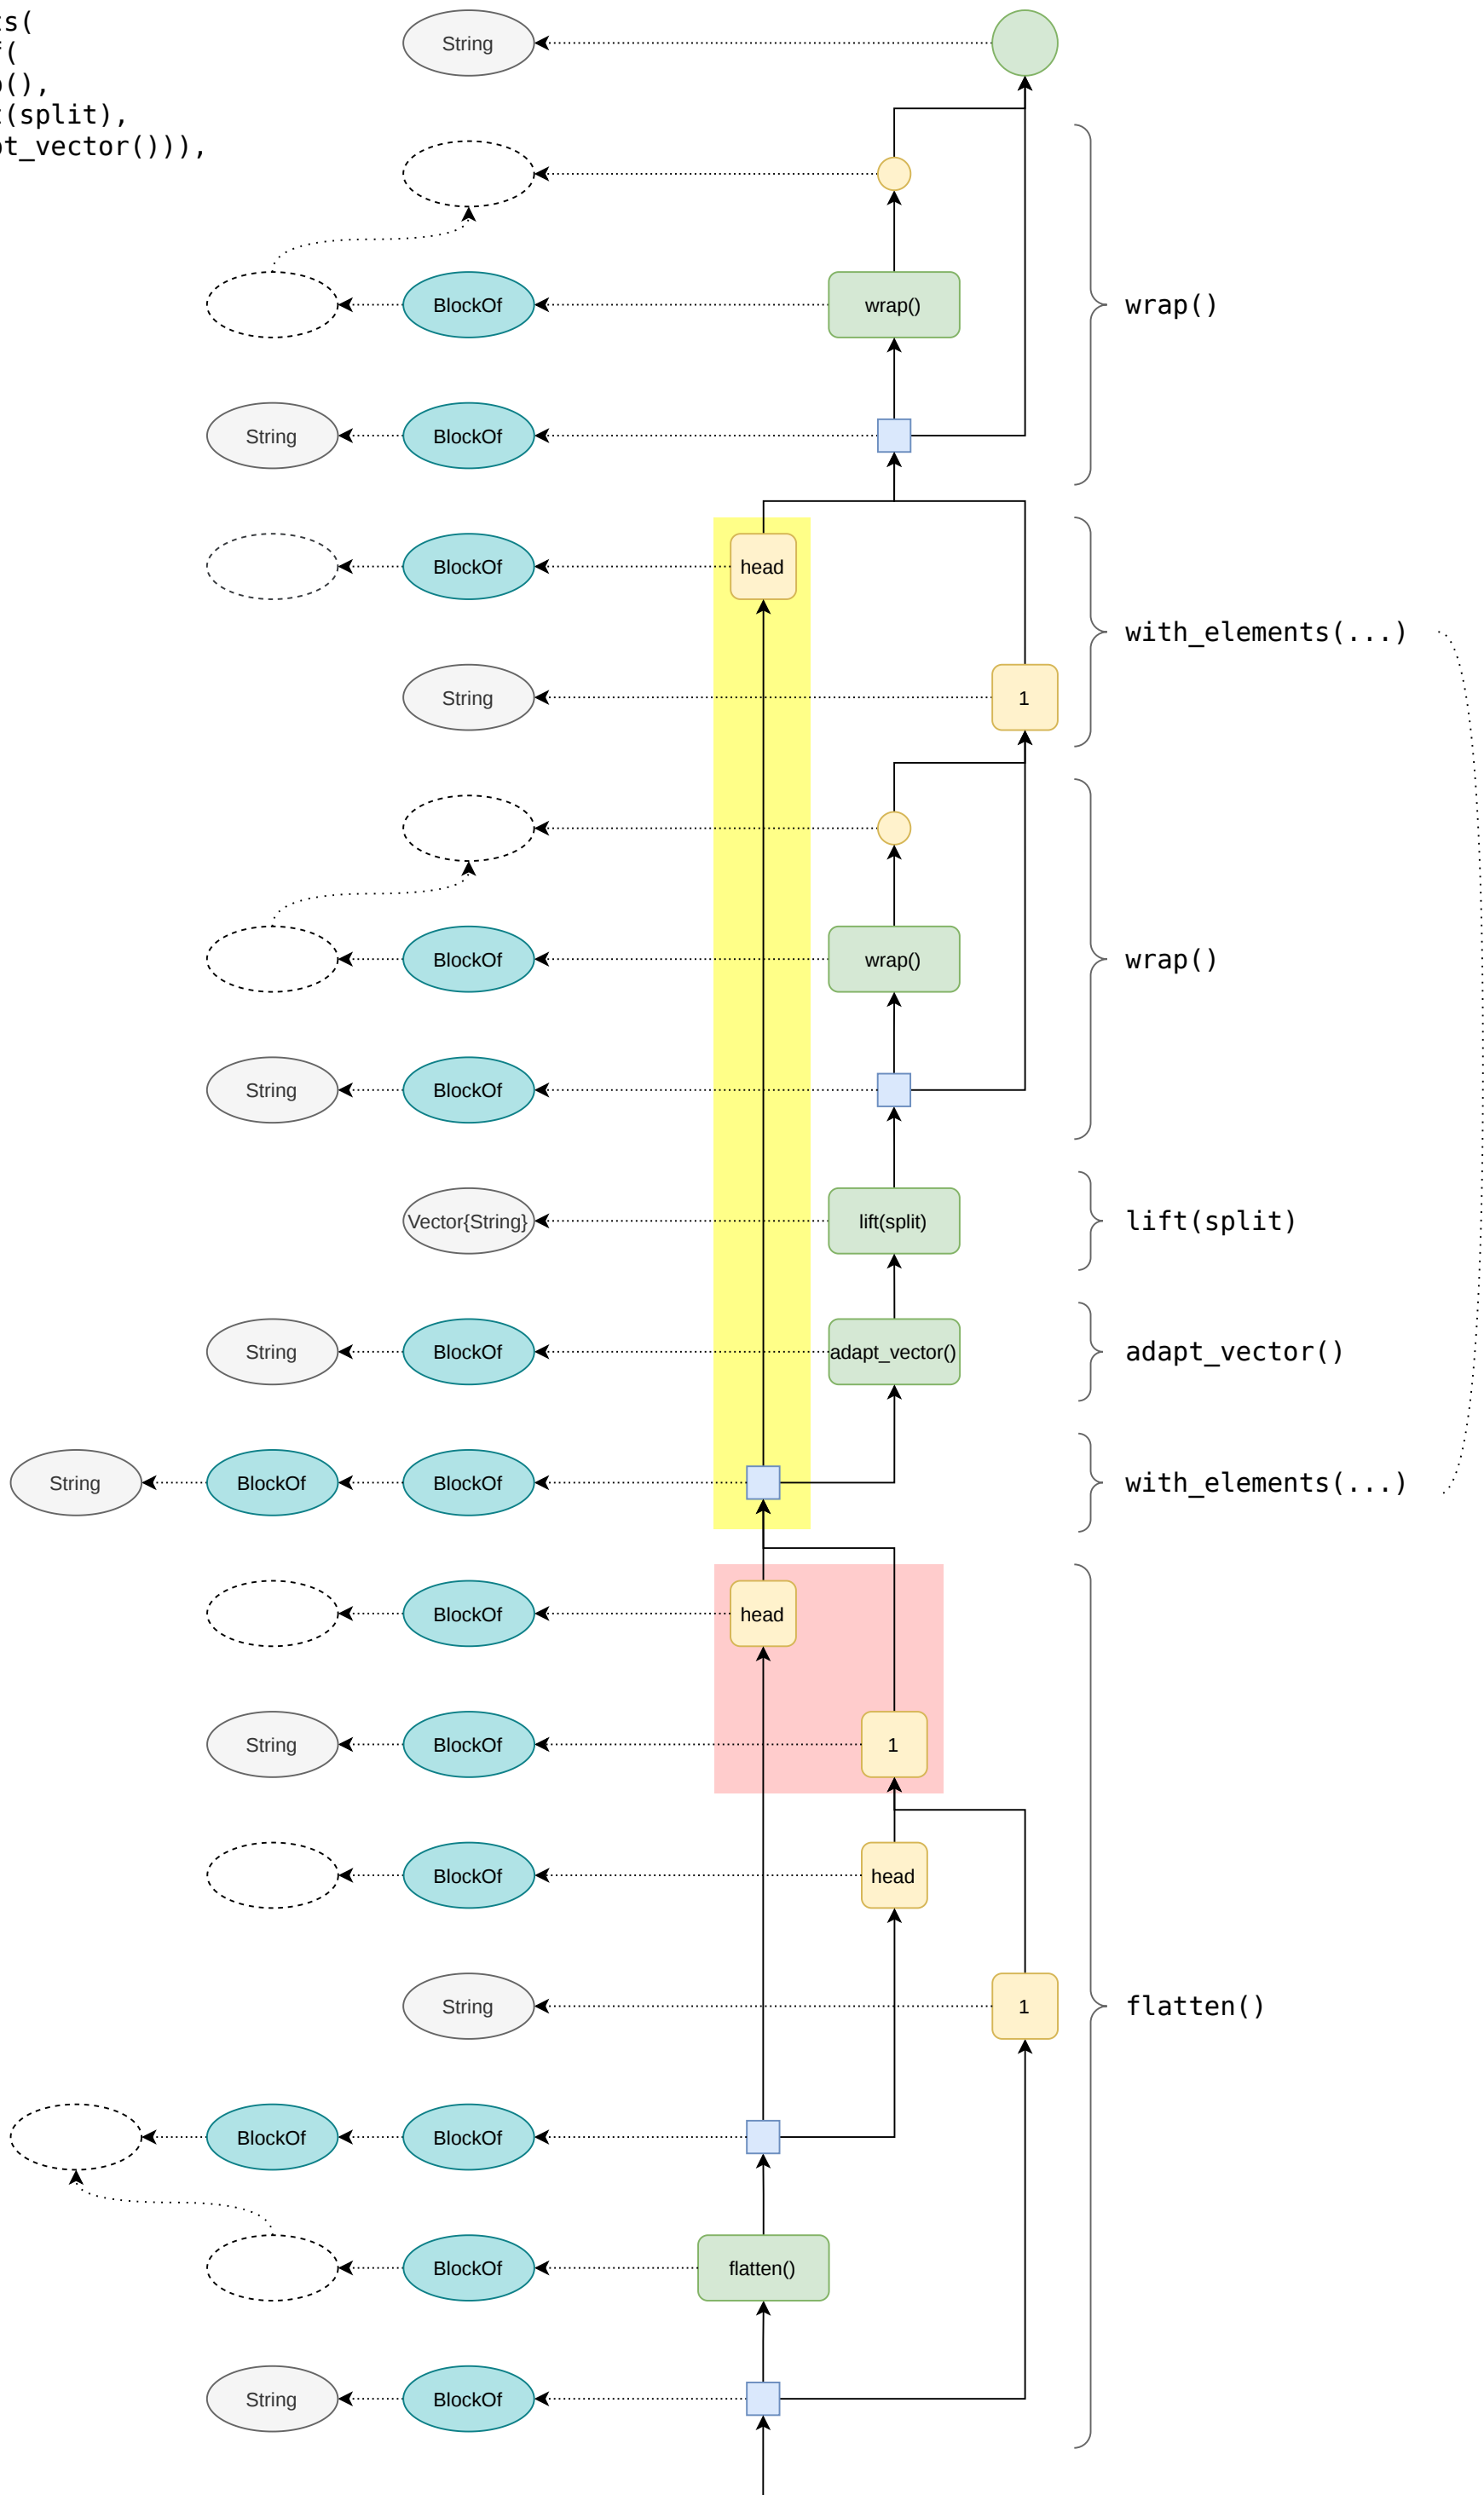 ts(
f(
p(),
t(split),
pt_vector())),
String
BlockOf
wrap()
wrap()
String
BlockOf
BlockOf
head
with_elements(...)
String
1
BlockOf
wrap()
wrap()
String
BlockOf
Vector{String}
lift(split)
lift(split)
String
BlockOf
adapt_vector()
adapt_vector()
String
BlockOf
BlockOf
with_elements(...)
BlockOf
head
String
BlockOf
1
BlockOf
head
String
1
flatten()
BlockOf
BlockOf
BlockOf
flatten()
String
BlockOf